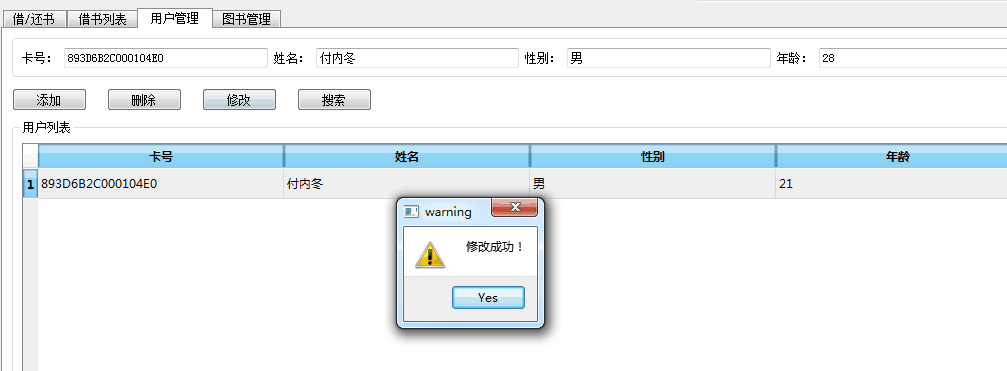 借/还书 借书列表 用户管理 图书管理
卡号： 893D6B2C000104E0 姓名： 付内冬 性别： 男 年龄： 28
添加 删除 修改 搜索
用户列表
卡号 姓名 性别 年龄
1 893D6B2C000104E0 付内冬 男 21
warning
修改成功！
Yes